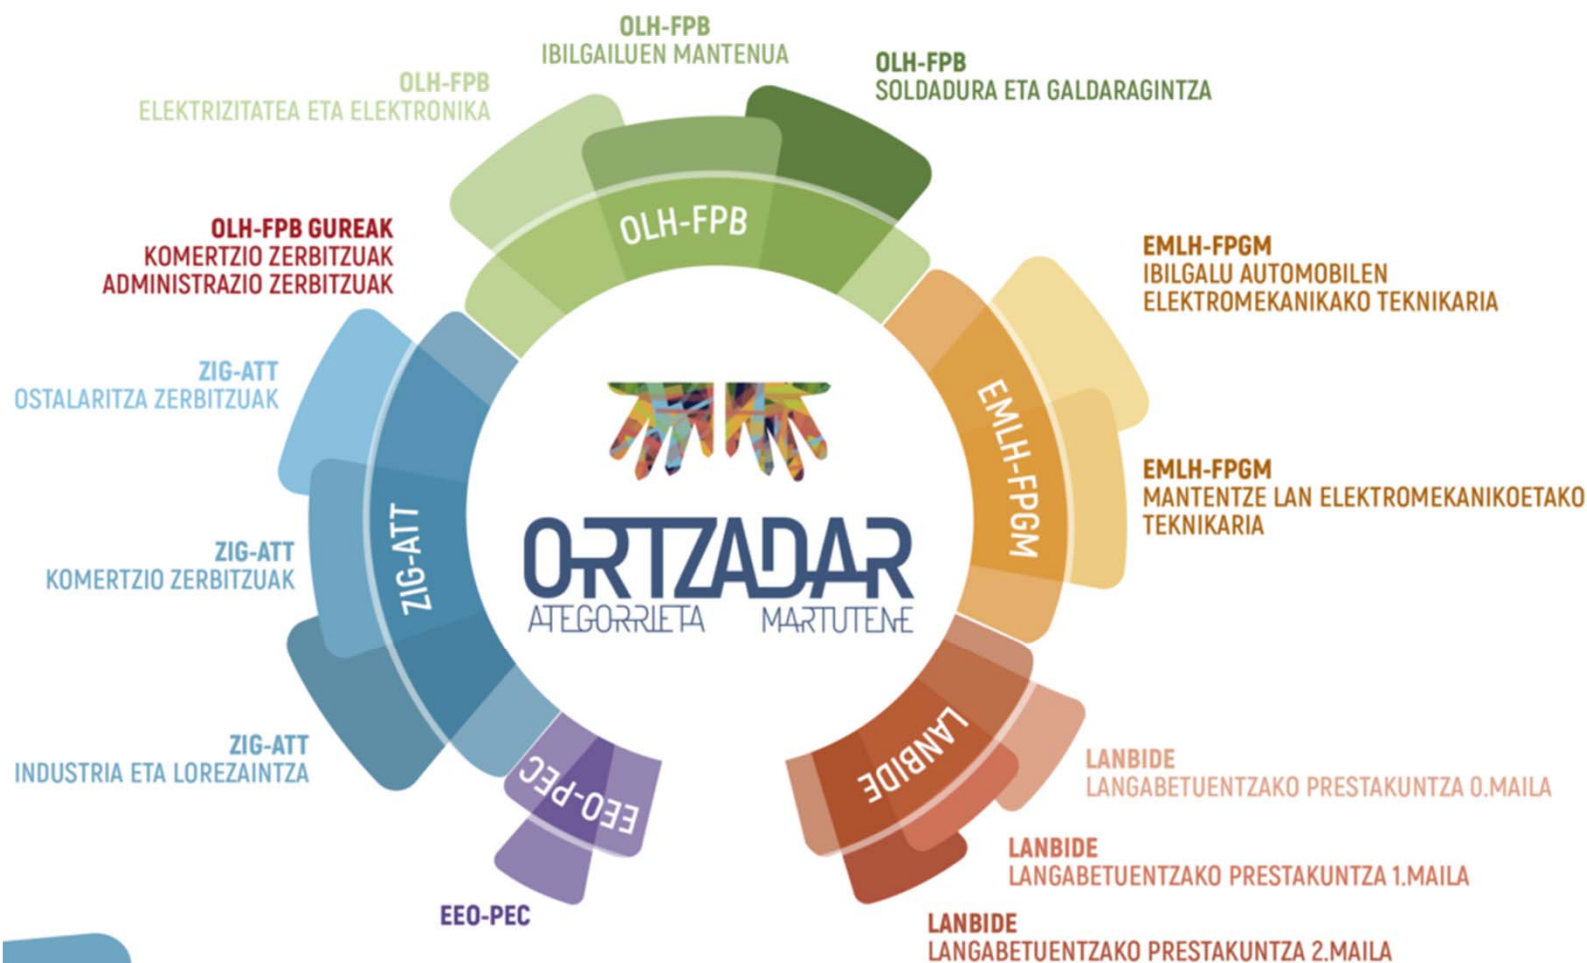 OLH-FPB
IBILGAILUEN MANTENUA
OLH-FPB
SOLDADURA ETA GALDARAGINTZA
OLH-FPB
ELEKTRIZITATEA ETA ELEKTRONIKA
OLH-FPB GUREAK
KOMERTZIO ZERBITZUAK
ADMINISTRAZIO ZERBITZUAK
OLH-FPB
EMLH-FPGM
IBILGALU AUTOMOBILEN
ELEKTROMEKANIKAKO TEKNIKARIA
ZIG-ATT
OSTALARITZA ZERBITZUAK
EMLH-FPGM
EMLH-FPGM
MANTENTZE LAN ELEKTROMEKANIKOETAKO
TEKNIKARIA
ZIG-ATT
ZIG-ATT
KOMERTZIO ZERBITZUAK
ORTZADAR
ATEGORRIETA MARTUTENE
ZIG-ATT
INDUSTRIA ETA LOREZAINTZA
EEO-PEC
LANBIDE
LANBIDE
LANGABETUENTZAKO PRESTAKUNTZA 0.MAILA
LANBIDE
LANGABETUENTZAKO PRESTAKUNTZA 1.MAILA
EEO-PEC
LANBIDE
LANGABETUENTZAKO PRESTAKUNTZA 2.MAILA